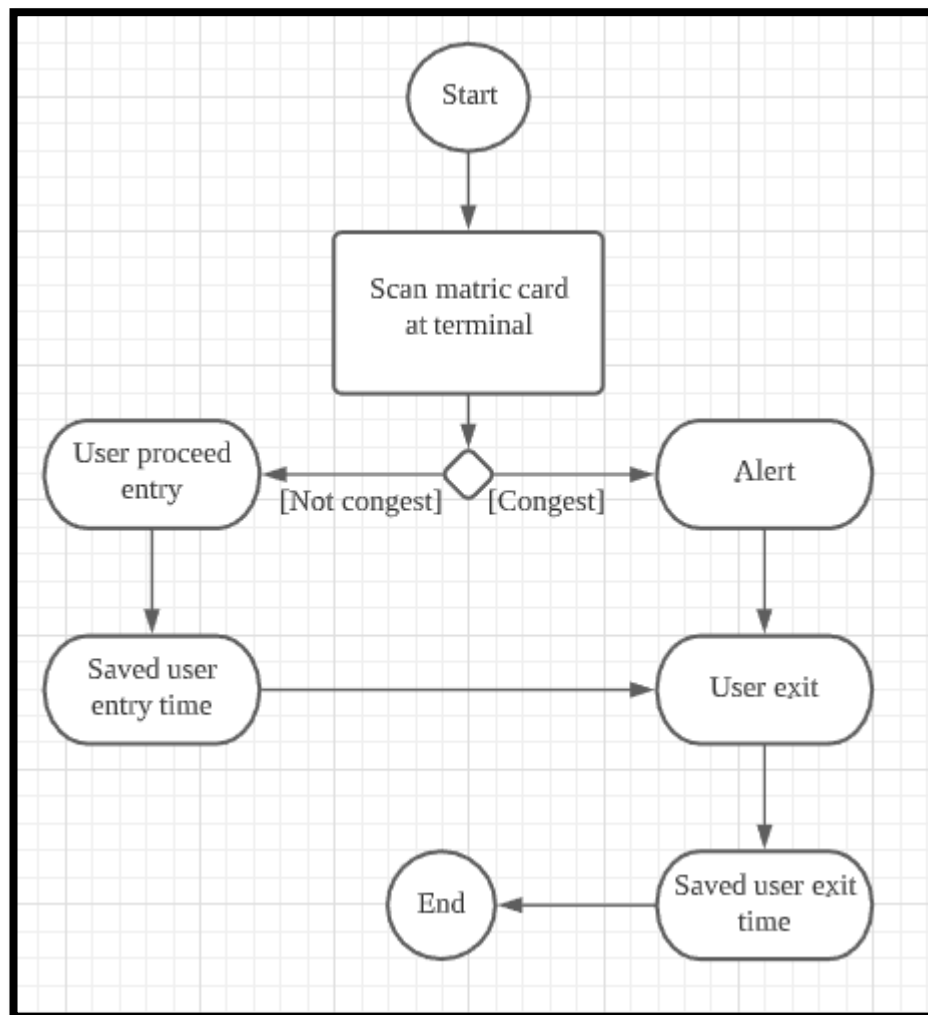 Start
Scan matric card
at terminal
User proceed
entry
Alert
[Not congest]
[Congest]
Saved user
entry time
User exit
End
Saved user exit
time